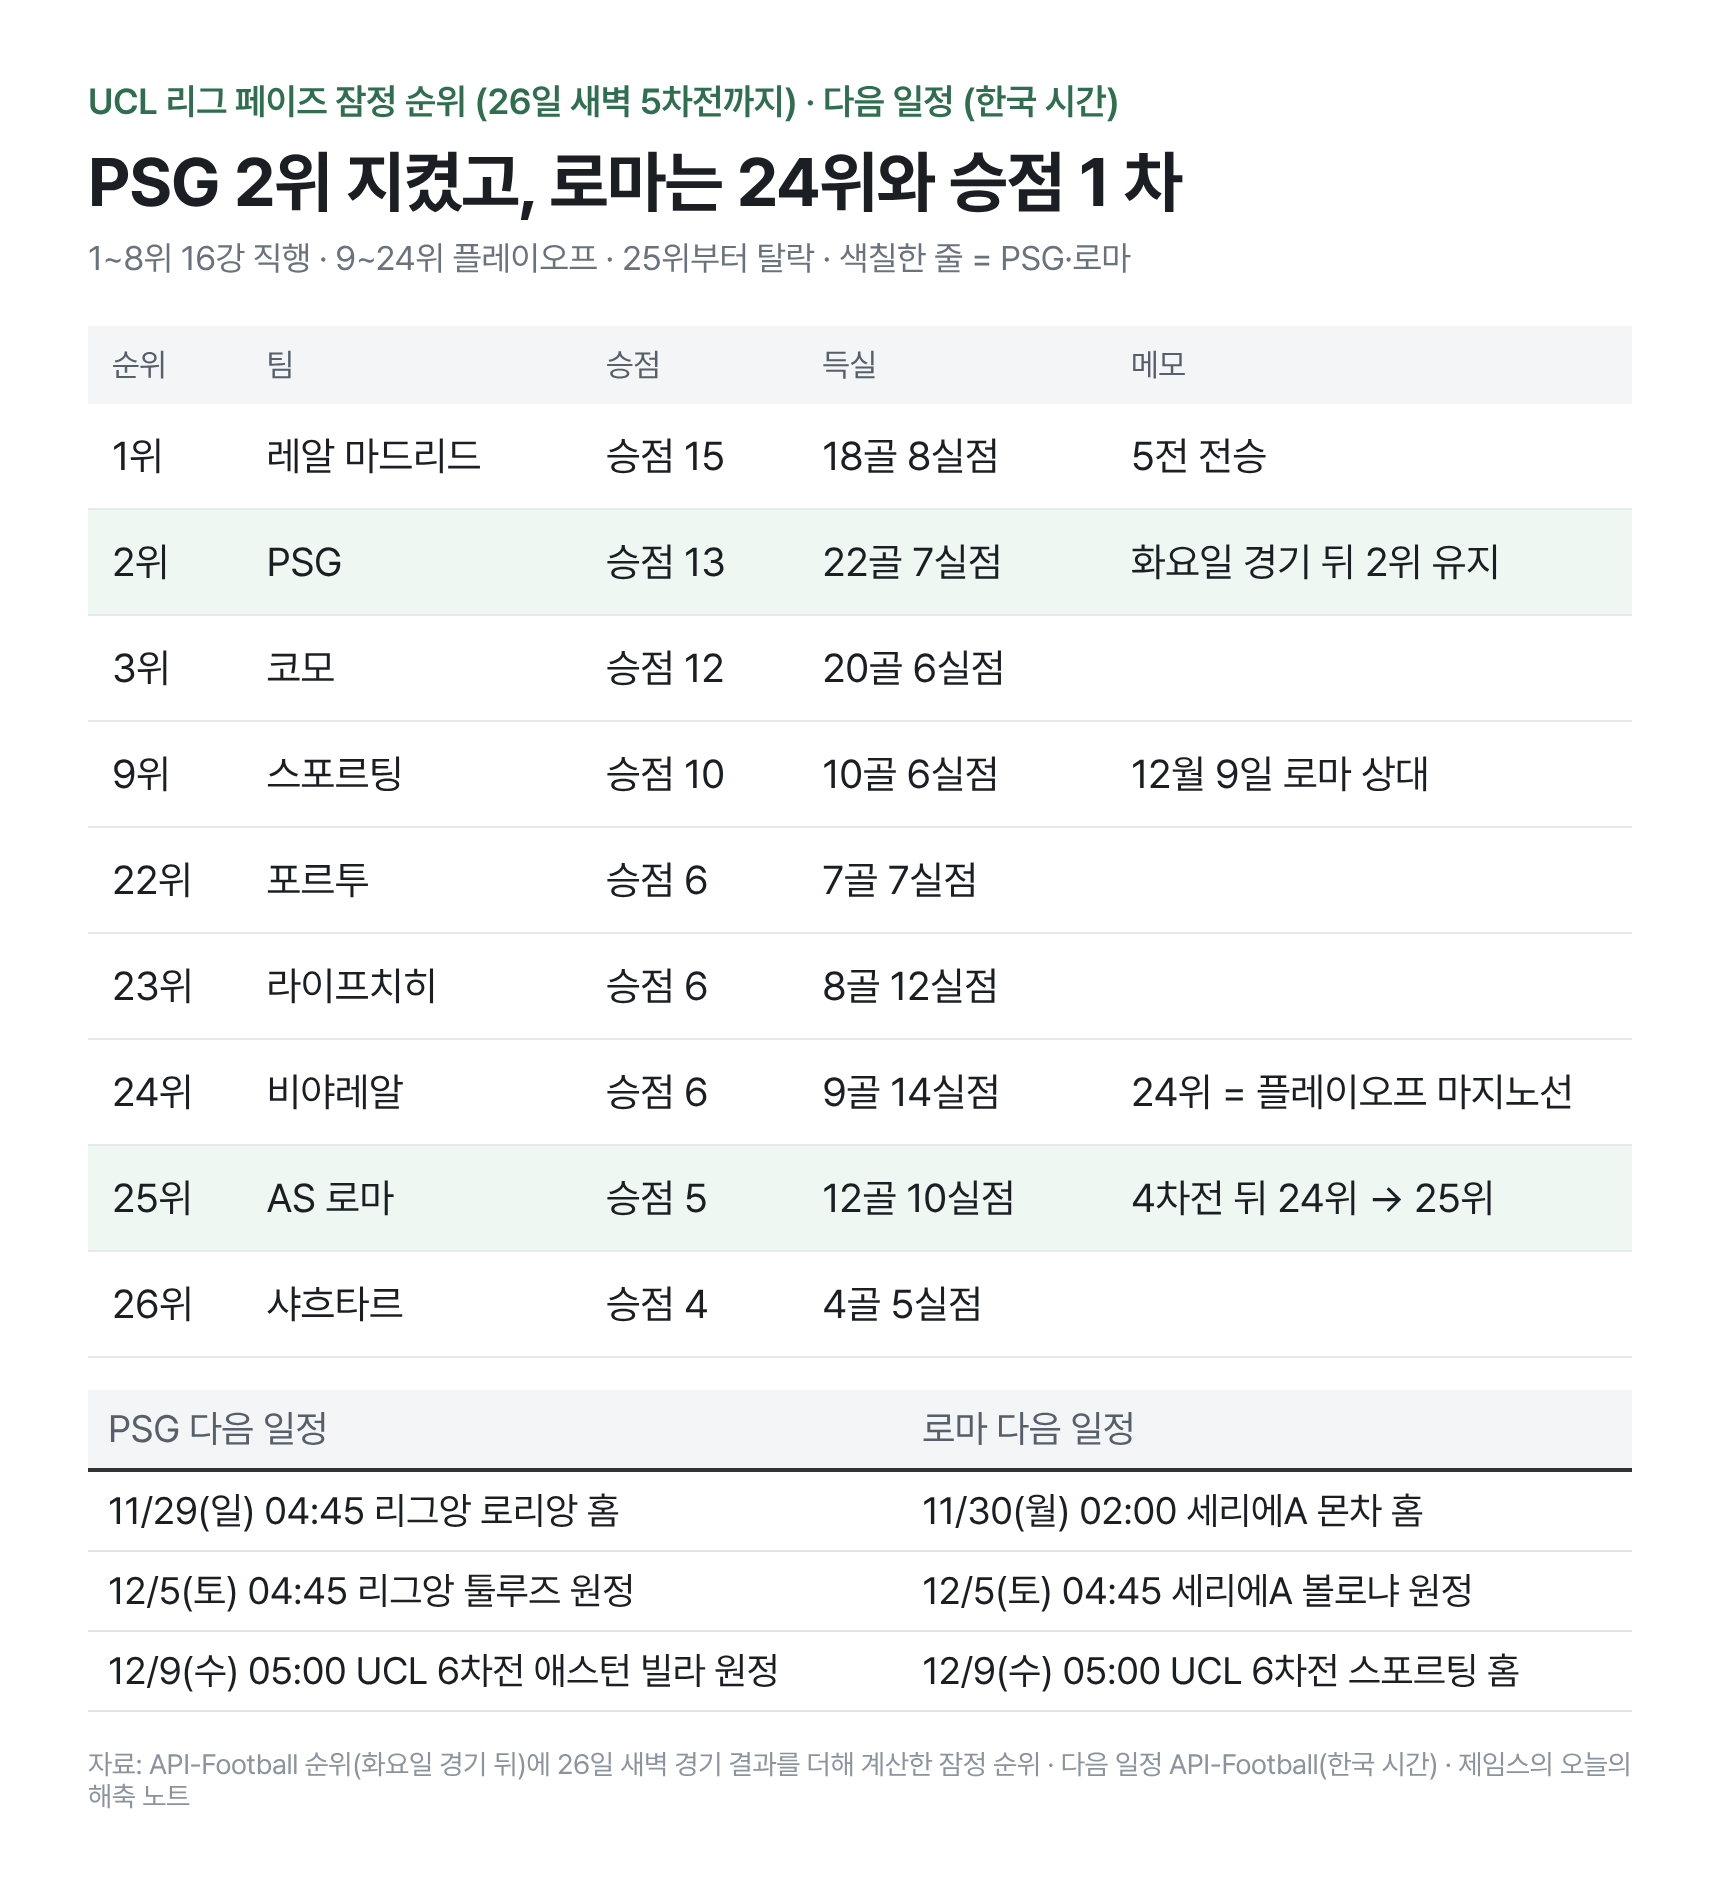 UCL 리그 페이즈 잠정 순위 (26일 새벽 5차전까지) · 다음 일정 (한국 시간)
PSG 2위 지켰고, 로마는 24위와 승점 1 차
1~8위 16강 직행 · 9~24위 플레이오프 · 25위부터 탈락 · 색칠한 줄 = PSG·로마
순위 팀 승점 득실 메모
1위 레알 마드리드 승점 15 18골 8실점 5전 전승
2위 PSG 승점 13 22골 7실점 화요일 경기 뒤 2위 유지
3위 코모 승점 12 20골 6실점
9위 스포르팅 승점 10 10골 6실점 12월 9일 로마 상대
22위 포르투 승점 6 7골 7실점
23위 라이프치히 승점 6 8골 12실점
24위 비야레알 승점 6 9골 14실점 24위 = 플레이오프 마지노선
25위 AS 로마 승점 5 12골 10실점 4차전 뒤 24위 → 25위
26위 샤흐타르 승점 4 4골 5실점
PSG 다음 일정 로마 다음 일정
11/29(일) 04:45 리그앙 로리앙 홈 11/30(월) 02:00 세리에A 몬차 홈
12/5(토) 04:45 리그앙 툴루즈 원정 12/5(토) 04:45 세리에A 볼로냐 원정
12/9(수) 05:00 UCL 6차전 애스턴 빌라 원정 12/9(수) 05:00 UCL 6차전 스포르팅 홈
자료: API-Football 순위(화요일 경기 뒤)에 26일 새벽 경기 결과를 더해 계산한 잠정 순위 · 다음 일정 API-Football(한국 시간) · 제임스의 오늘의
해축 노트